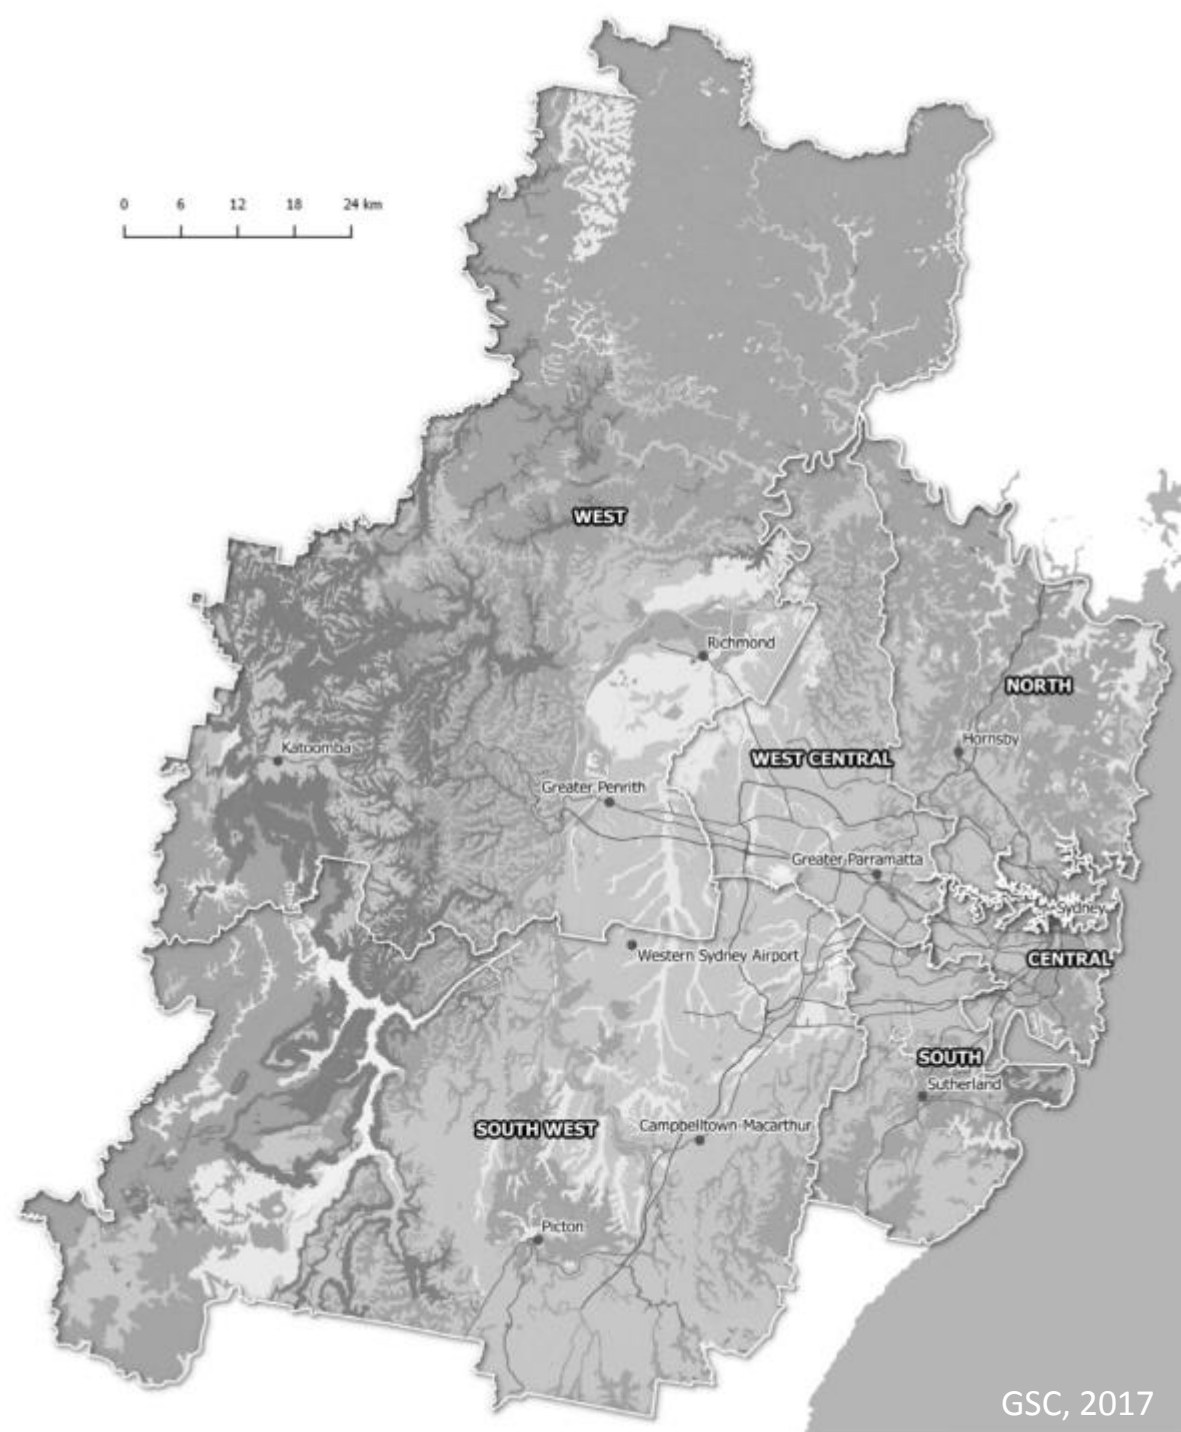 0 6 12 18 24 km
WEST
Richmond
NORTH
Hornsby
Katoomba
WEST CENTRAL
Greater Penrith
Greater Parramatta
Sydney
Western Sydney Airport
CENTRAL
SOUTH
Sutherland
SOUTH WEST
Campbelltown-Macarthur
Picton
GSC, 2017